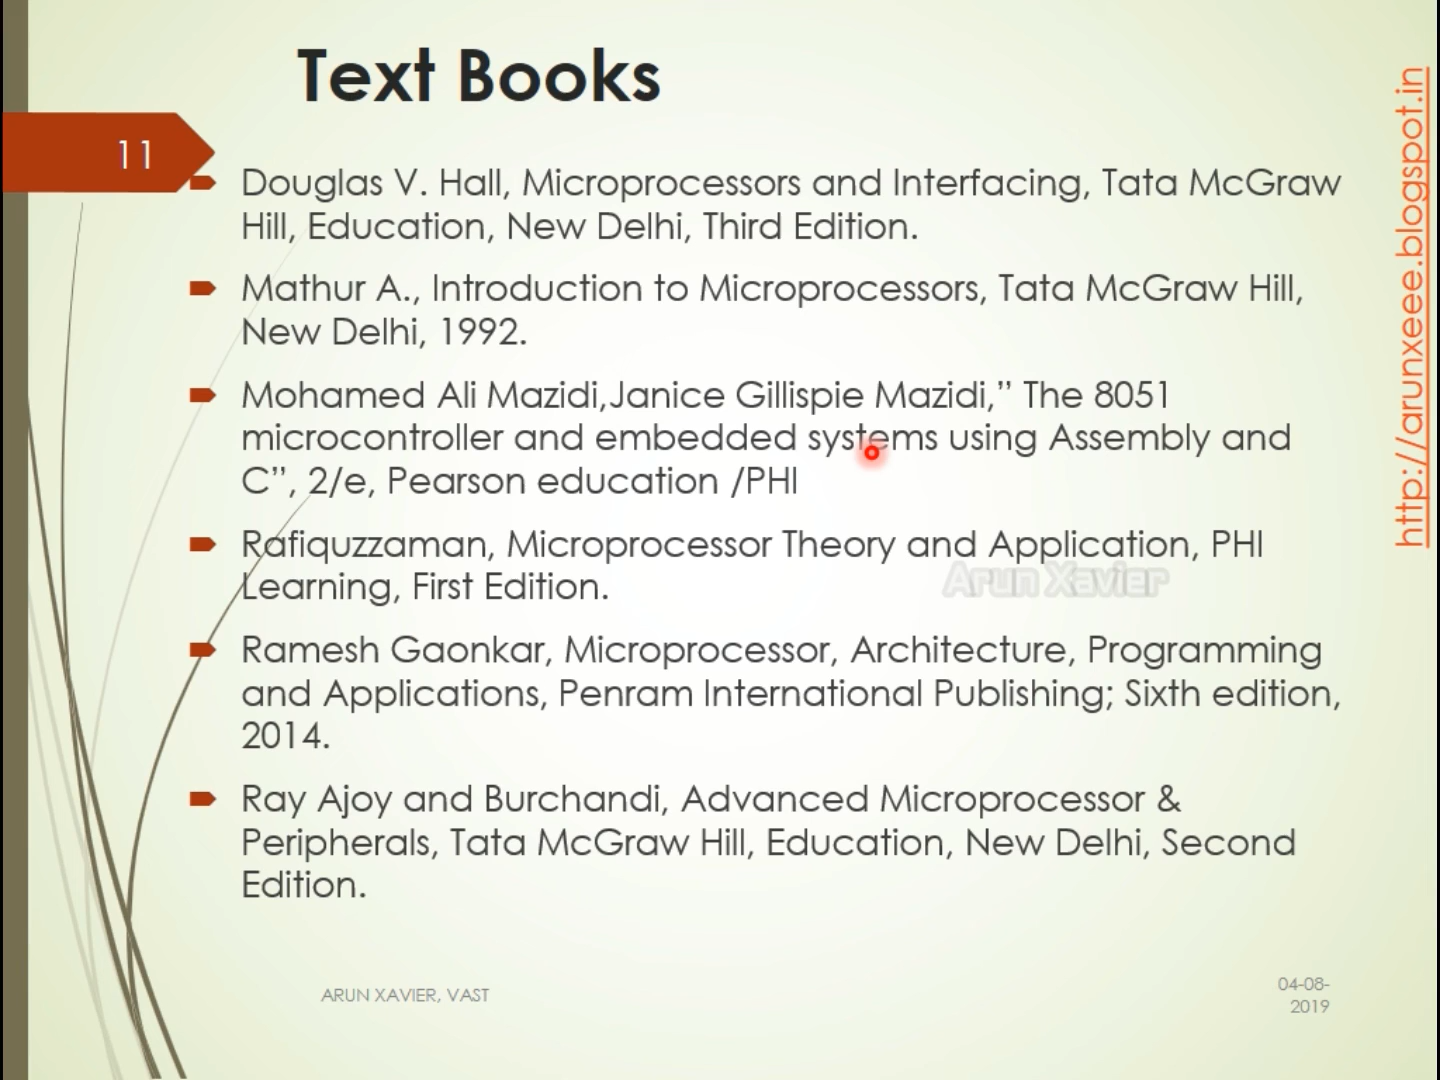 Text Books
11
Douglas V. Hall, Microprocessors and Interfacing, Tata McGraw
Hill, Education, New Delhi, Third Edition.
Mathur A., Introduction to Microprocessors, Tata McGraw Hill,
New Delhi, 1992.
Mohamed Ali Mazidi,Janice Gillispie Mazidi,” The 8051
microcontroller and embedded systems using Assembly and
C”, 2/e, Pearson education /PHI
Rafiquzzaman, Microprocessor Theory and Application, PHI
Learning, First Edition.
Arun Xavier
Ramesh Gaonkar, Microprocessor, Architecture, Programming
and Applications, Penram International Publishing; Sixth edition,
2014.
Ray Ajoy and Burchandi, Advanced Microprocessor &
Peripherals, Tata McGraw Hill, Education, New Delhi, Second
Edition.
ARUN XAVIER, VAST
04-08-
2019
http://arunxeee.blogspot.in